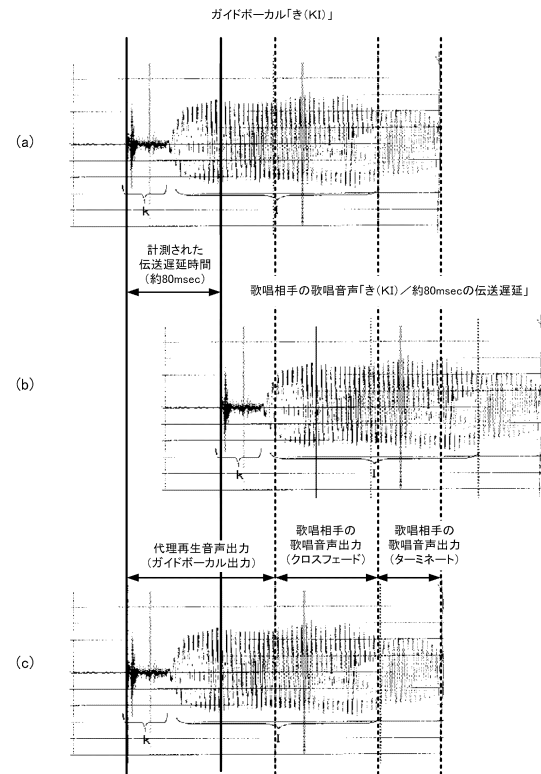 ガイドボーカル「き(KI)」
(a)
k
I
計測された
伝送遅延時間
(約80msec)
歌唱相手の歌唱音声「き(KI)/約80msecの伝送遅延」
(b)
k
I
代理再生音声出力
(ガイドボーカル出力)
歌唱相手の
歌唱音声出力
(クロスフェード)
歌唱相手の
歌唱音声出力
(ターミネート)
(c)
k
I